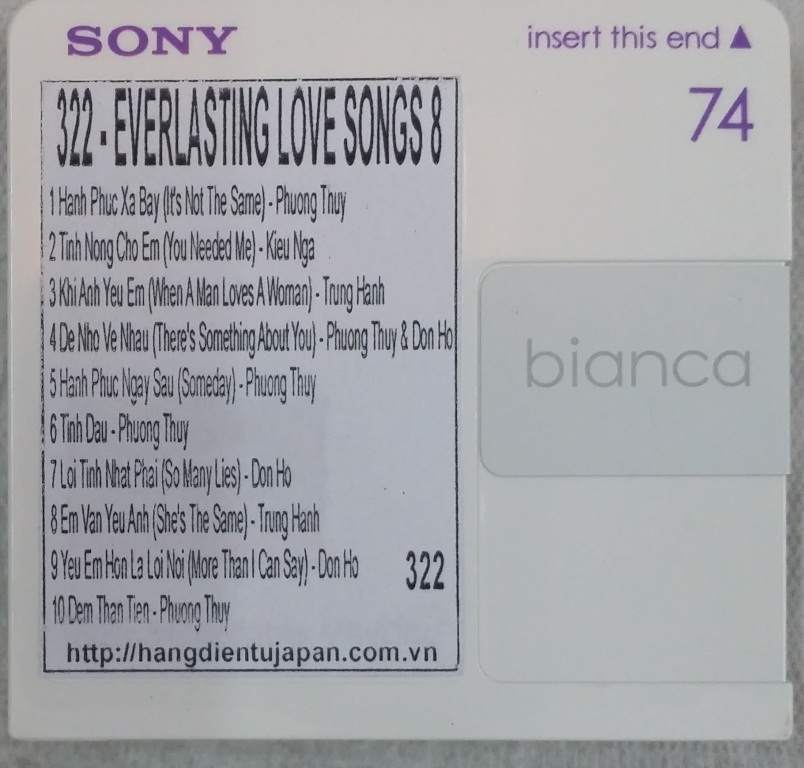 SONY
insert this end ▲
74
322 - EVERLASTING LOVE SONGS 8
1 Hanh Phuc Xa Bay (It's Not The Same) - Phuong Thuy
2 Tinh Nong Cho Em (You Needed Me) - Kieu Nga
3 Khi Anh Yeu Em (When A Man Loves A Woman) - Trung Hanh
4 De Nho Ve Nhau (There's Something About You) - Phuong Thuy & Don Ho
5 Hanh Phuc Ngay Sau (Someday) - Phuong Thuy
6 Tinh Dau - Phuong Thuy
7 Loi Tinh Nhat Phai (So Many Lies) - Don Ho
8 Em Van Yeu Anh (She's The Same) - Trung Hanh
9 Yeu Em Hon La Loi Noi (More Than I Can Say) - Don Ho
322
10 Dem Than Tien - Phuong Thuy
http://hangdientujapan.com.vn
bianca